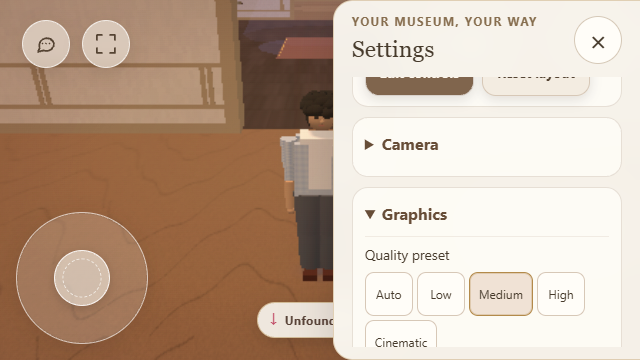 YOUR MUSEUM, YOUR WAY
Settings
Camera
Graphics
Quality preset
Auto Low Medium High
Cinematic
Unfound